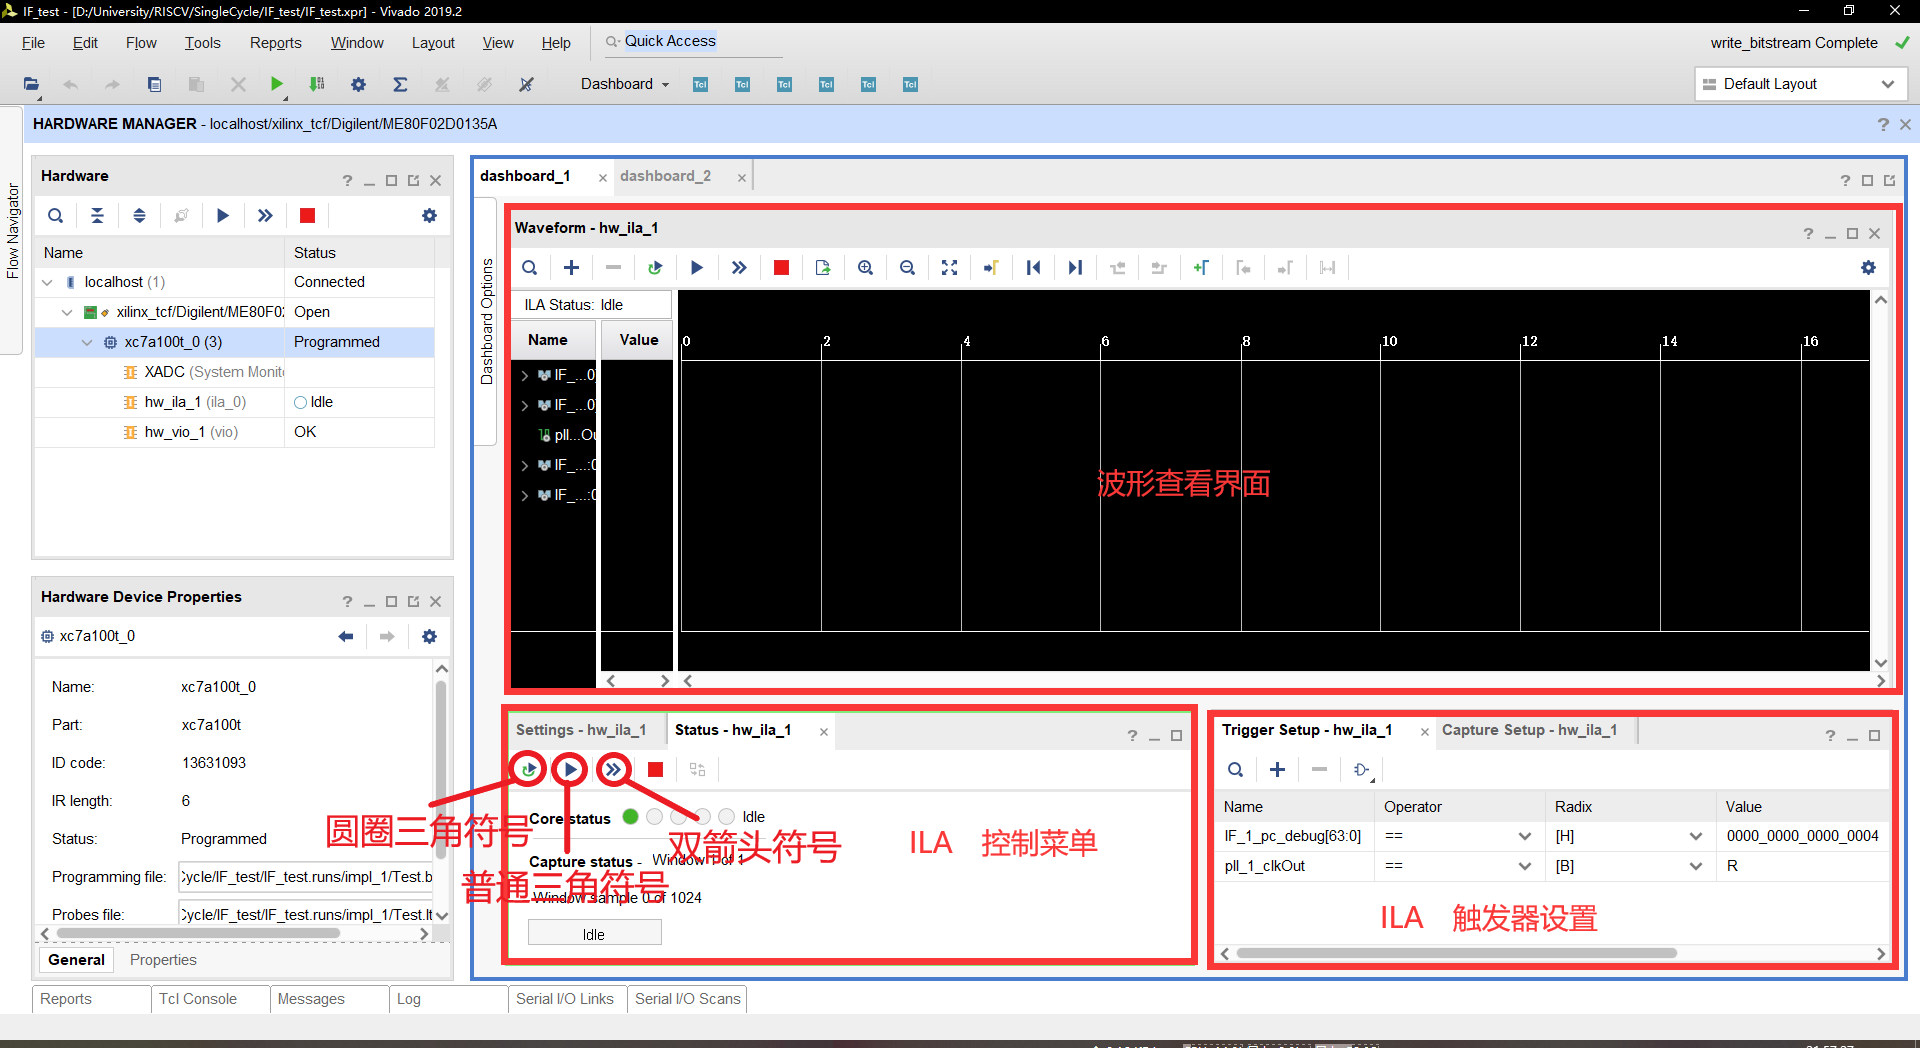 IF_test - [D:/University/RISCV/SingleCycle/IF_test/IF_test.xpr] - Vivado 2019.2
File Edit Flow Tools Reports Window Layout View Help Quick Access
write_bitstream Complete
Dashboard Tcl Tcl Tcl Tcl Tcl Tcl
Default Layout
HARDWARE MANAGER - localhost/xilinx_tcf/Digilent/ME80F02D0135A
Flow Navigator
Hardware
Name Status
localhost (1) Connected
xilinx_tcf/Digilent/ME80F0 Open
xc7a100t_0 (3) Programmed
XADC (System Monit
hw_ila_1 (ila_0) Idle
hw_vio_1 (vio) OK
Hardware Device Properties
xc7a100t_0
Name: xc7a100t_0
Part: xc7a100t
ID code: 13631093
IR length: 6
Status: Programmed
Programming file: ycle/IF_test/IF_test.runs/impl_1/Test.b
Probes file: ycle/IF_test/IF_test.runs/impl_1/Test.lt
General Properties
dashboard_1 dashboard_2
Dashboard Options
Waveform - hw_ila_1
ILA Status: Idle
Name Value
0 2 4 6 8 10 12 14 16
IF_...0
IF_...0
pll...Ou
IF_...:0
IF_...:0
波形查看界面
Settings - hw_ila_1 Status - hw_ila_1
Core status Idle
圆圈三角符号
双箭头符号
ILA 控制菜单
Capture status - Window 1 of 1
普通三角符号
Window sample 0 of 1024
Idle
Trigger Setup - hw_ila_1 Capture Setup - hw_ila_1
Name Operator Radix Value
IF_1_pc_debug[63:0] == [H] 0000_0000_0000_0004
pll_1_clkOut == [B] R
ILA 触发器设置
Reports Tcl Console Messages Log Serial I/O Links Serial I/O Scans